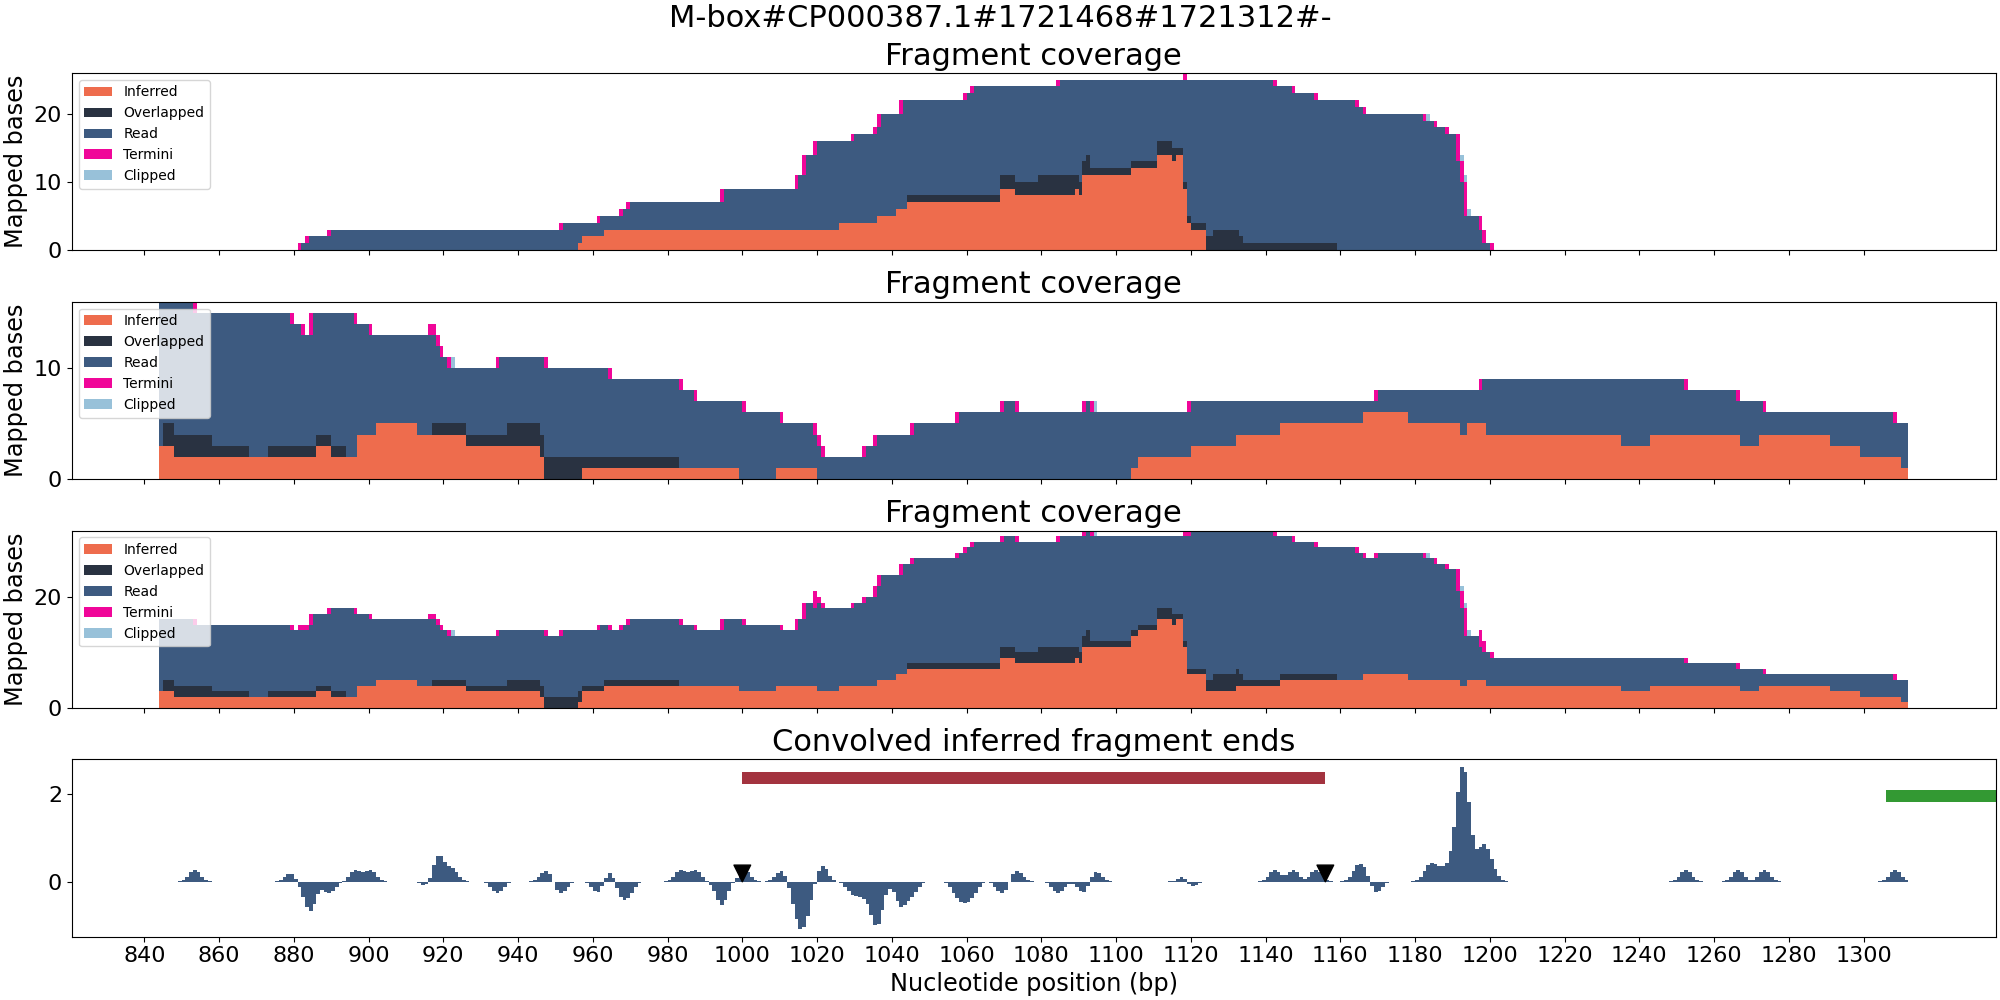 M-box#CP000387.1#1721468#1721312#-
Fragment coverage
Mapped bases
20
10
0
Inferred
Overlapped
Read
Termini
Clipped
Fragment coverage
Mapped bases
10
0
Inferred
Overlapped
Read
Termini
Clipped
Fragment coverage
Mapped bases
20
0
Inferred
Overlapped
Read
Termini
Clipped
Convolved inferred fragment ends
2
0
840 860 880 900 920 940 960 980 1000 1020 1040 1060 1080 1100 1120 1140 1160 1180 1200 1220 1240 1260 1280 1300
Nucleotide position (bp)